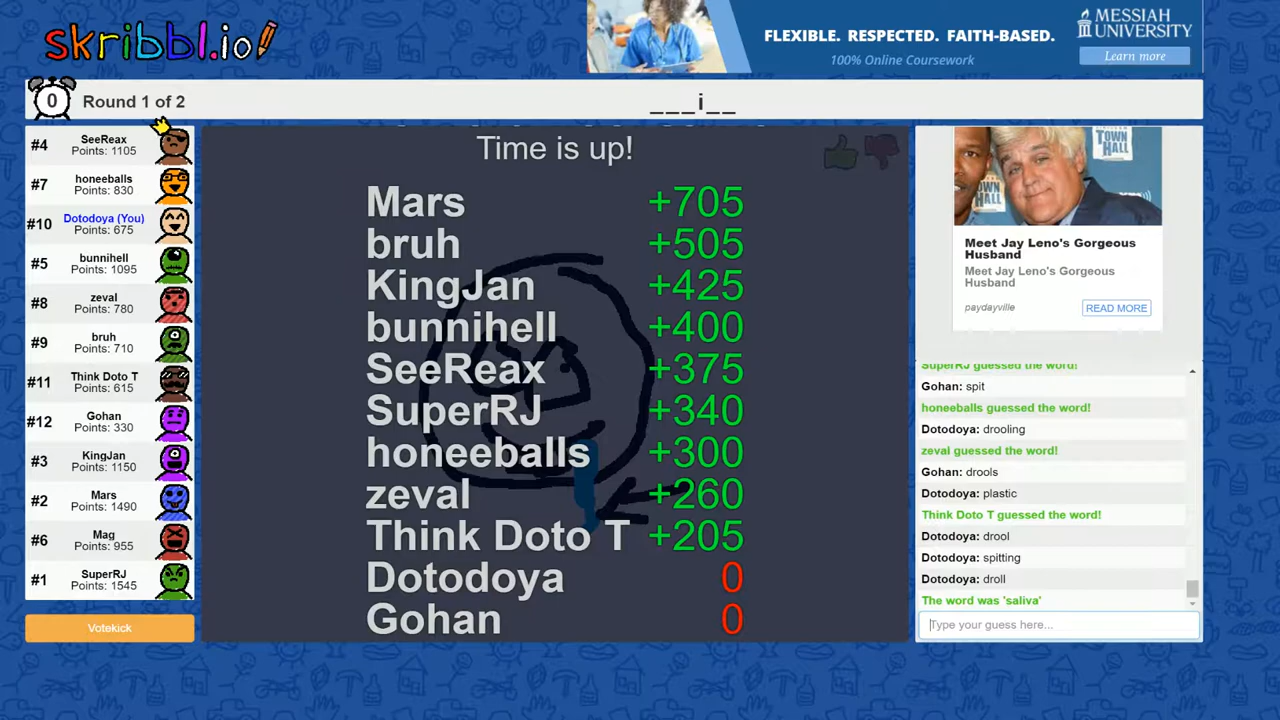 skribbl.io!
FLEXIBLE. RESPECTED. FAITH-BASED.
100% Online Coursework
MESSIAH
UNIVERSITY
Learn more
0
Round 1 of 2
___i__
#4
SeeReax
Points: 1105
#7
honeeballs
Points: 830
#10
Dotodoya (You)
Points: 675
#5
bunnihell
Points: 1095
#8
zeval
Points: 780
#9
bruh
Points: 710
#11
Think Doto T
Points: 615
#12
Gohan
Points: 330
#3
KingJan
Points: 1150
#2
Mars
Points: 1490
#6
Mag
Points: 955
#1
SuperRJ
Points: 1545
Votekick
Time is up!
Mars +705
bruh +505
KingJan +425
bunnihell +400
SeeReax +375
SuperRJ +340
honeeballs +300
zeval +260
Think Doto T +205
Dotodoya 0
Gohan 0
TOWN
HALL
Meet Jay Leno's Gorgeous
Husband
Meet Jay Leno's Gorgeous
Husband
paydayville
READ MORE
SuperRJ guessed the word!
Gohan: spit
honeeballs guessed the word!
Dotodoya: drooling
zeval guessed the word!
Gohan: drools
Dotodoya: plastic
Think Doto T guessed the word!
Dotodoya: drool
Dotodoya: spitting
Dotodoya: droll
The word was 'saliva'
Type your guess here...